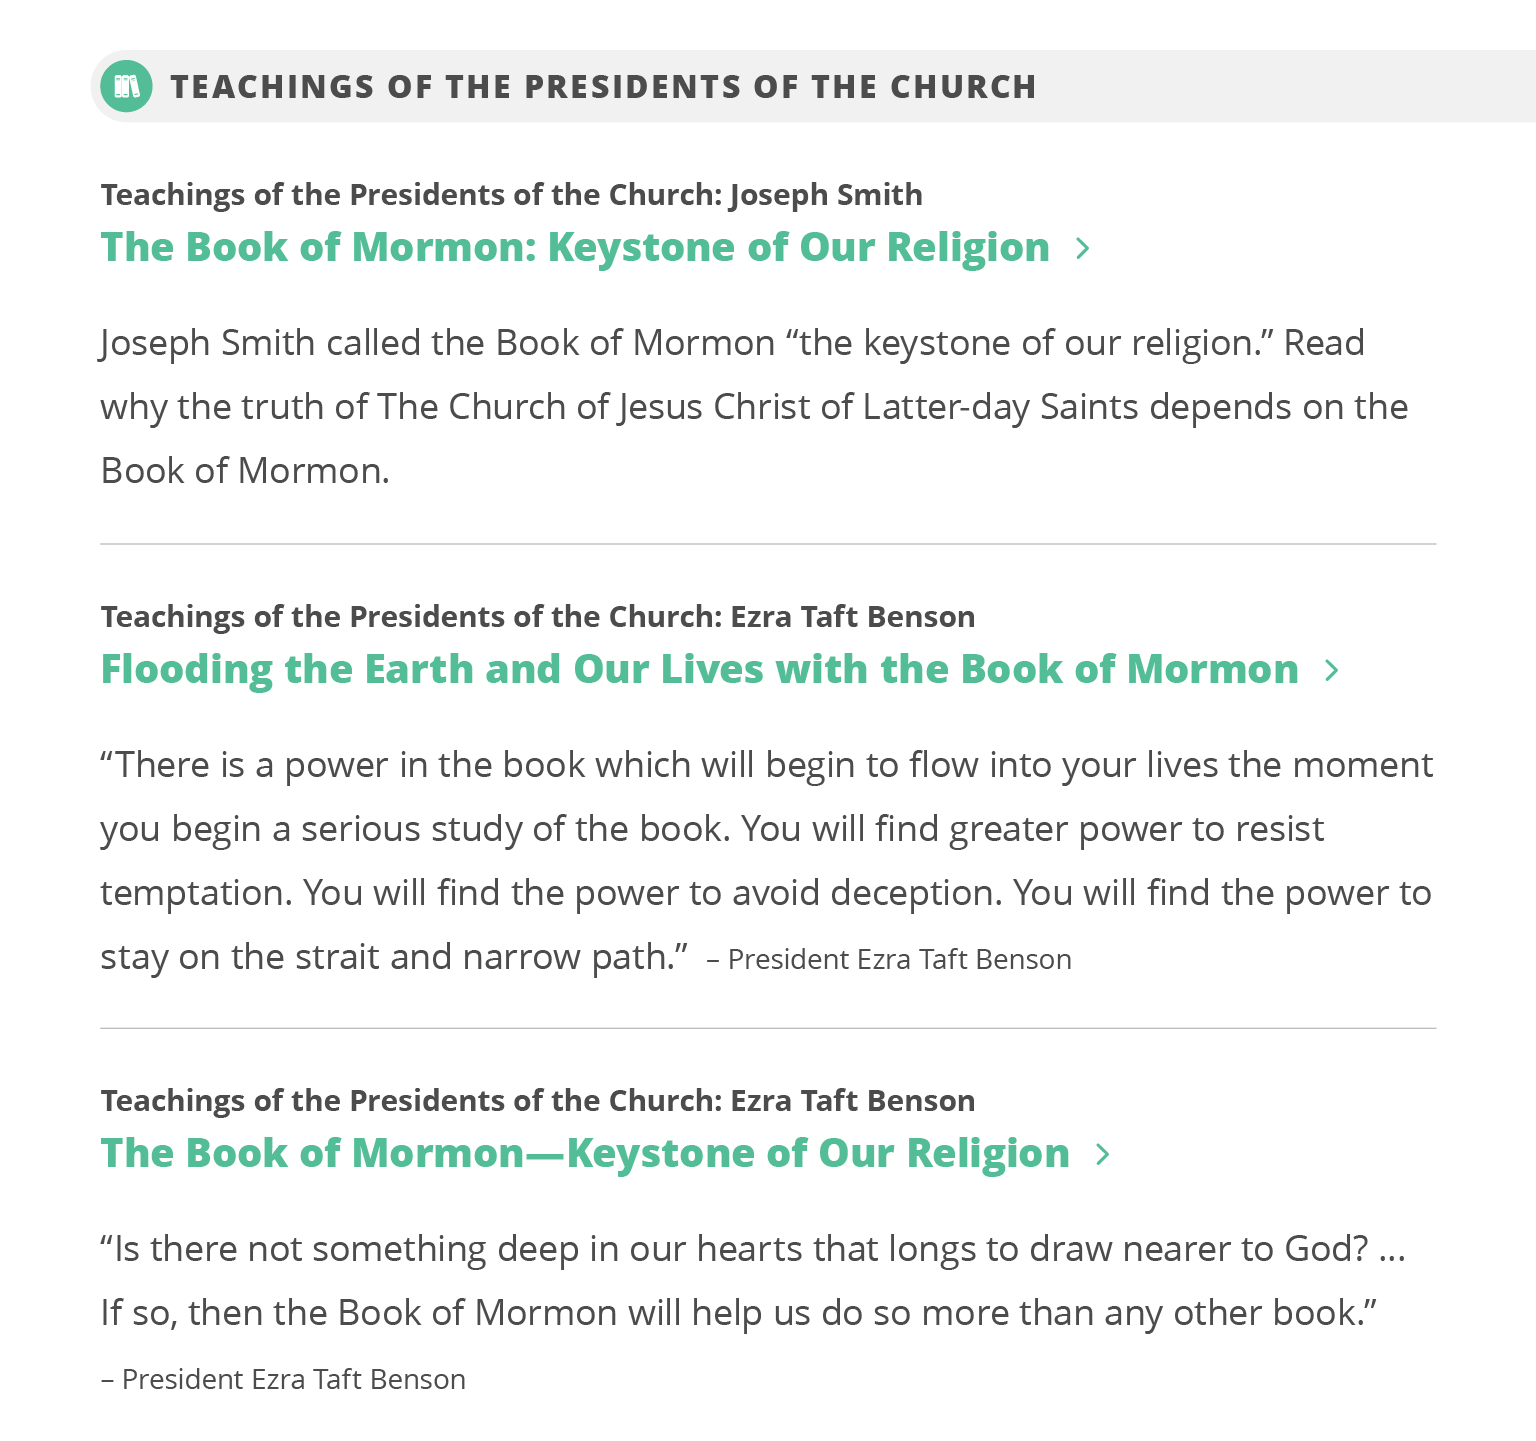 TEACHINGS OF THE PRESIDENTS OF THE CHURCH
Teachings of the Presidents of the Church: Joseph Smith
The Book of Mormon: Keystone of Our Religion
Joseph Smith called the Book of Mormon “the keystone of our religion.” Read
why the truth of The Church of Jesus Christ of Latter-day Saints depends on the
Book of Mormon.
Teachings of the Presidents of the Church: Ezra Taft Benson
Flooding the Earth and Our Lives with the Book of Mormon
“There is a power in the book which will begin to flow into your lives the moment
you begin a serious study of the book. You will find greater power to resist
temptation. You will find the power to avoid deception. You will find the power to
stay on the strait and narrow path.” – President Ezra Taft Benson
Teachings of the Presidents of the Church: Ezra Taft Benson
The Book of Mormon—Keystone of Our Religion
“Is there not something deep in our hearts that longs to draw nearer to God? ...
If so, then the Book of Mormon will help us do so more than any other book.”
– President Ezra Taft Benson